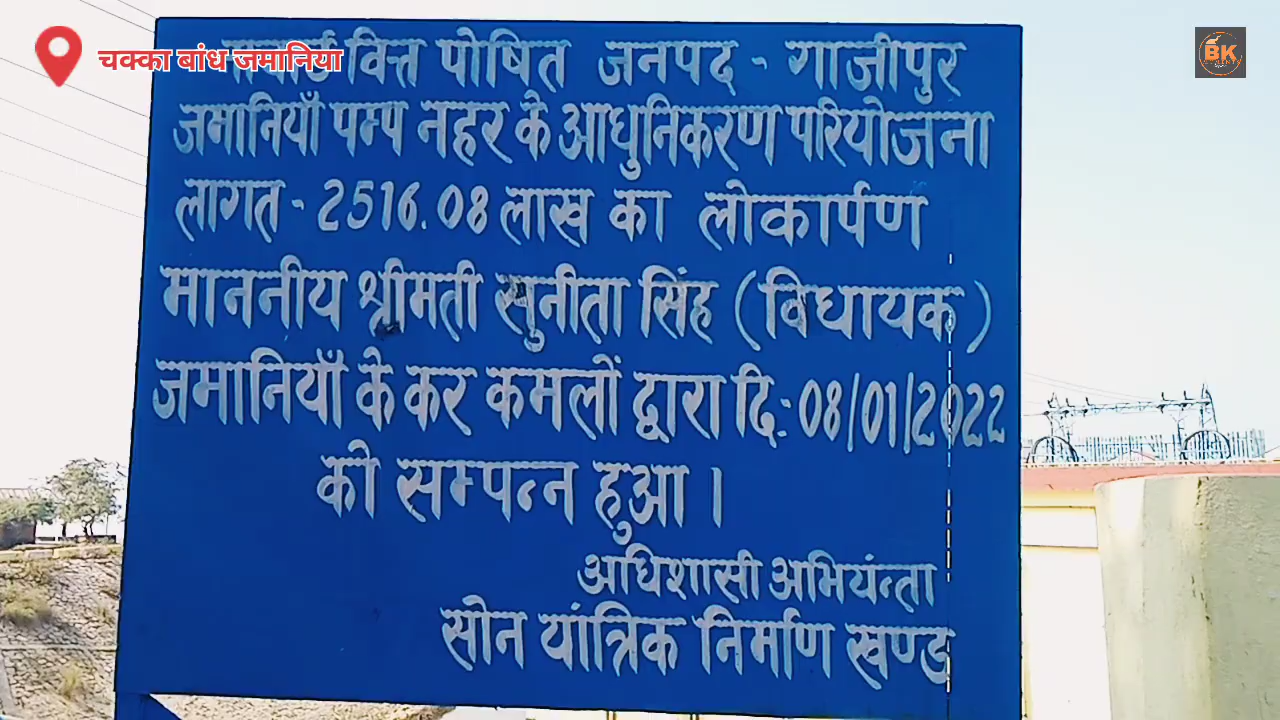 चक्का बांध जमानिया
BK
वित्त पोषित जनपद - गाजीपुर
जमानियाँ पम्प नहर के आधुनिकरण परियोजना
लागत - 2516.08 लाख का लोकार्पण
माननीय श्रीमती सुनीता सिंह (विधायक)
जमानियाँ के कर कमलों द्वारा दि:- 08/01/2022
को सम्पन्न हुआ।
अधिशासी अभियंन्ता
सोन यांत्रिक निर्माण खण्ड